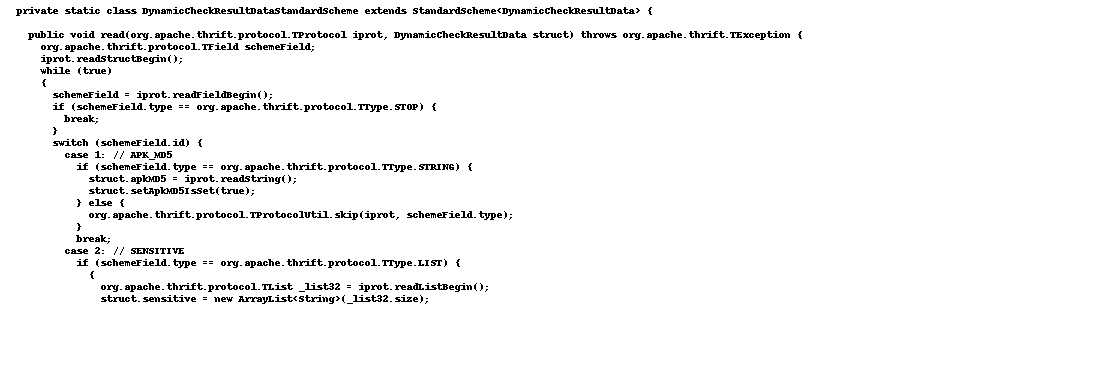 private static class DynamicCheckResultDataStandardScheme extends StandardScheme<DynamicCheckResultData> {
public void read(org.apache.thrift.protocol.TProtocol iprot, DynamicCheckResultData struct) throws org.apache.thrift.TException {
org.apache.thrift.protocol.TField schemeField;
iprot.readStructBegin();
while (true)
{
schemeField = iprot.readFieldBegin();
if (schemeField.type == org.apache.thrift.protocol.TType.STOP) {
break;
}
switch (schemeField.id) {
case 1: // APK_MD5
if (schemeField.type == org.apache.thrift.protocol.TType.STRING) {
struct.apkMD5 = iprot.readString();
struct.setApkMD5IsSet(true);
} else {
org.apache.thrift.protocol.TProtocolUtil.skip(iprot, schemeField.type);
}
break;
case 2: // SENSITIVE
if (schemeField.type == org.apache.thrift.protocol.TType.LIST) {
{
org.apache.thrift.protocol.TList _list32 = iprot.readListBegin();
struct.sensitive = new ArrayList<String>(_list32.size);